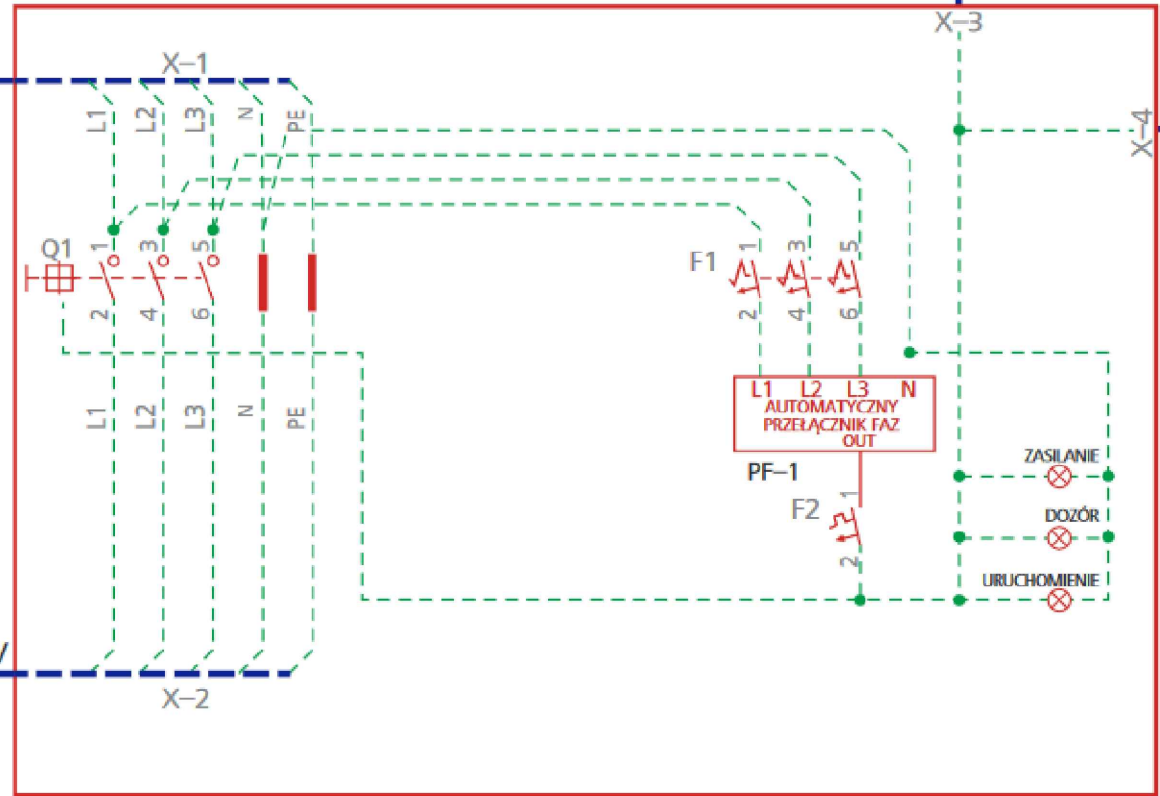 X-3
X-1
L1 L2 L3 N PE
X-4
Q1 1 3 5
F1 1 3 5
2 4 6
2 4 6
L1 L2 L3 N
AUTOMATYCZNY
PRZEŁĄCZNIK FAZ
OUT
L1 L2 L3 N PE
PF-1
ZASILANIE
F2 1
2
DOZÓR
URUCHOMIENIE
X-2